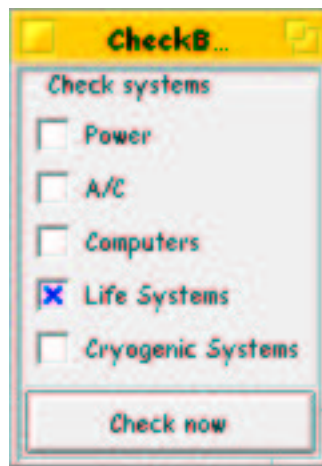 CheckB...
Check systems
Power
A/C
Computers
Life Systems
Cryogenic Systems
Check now